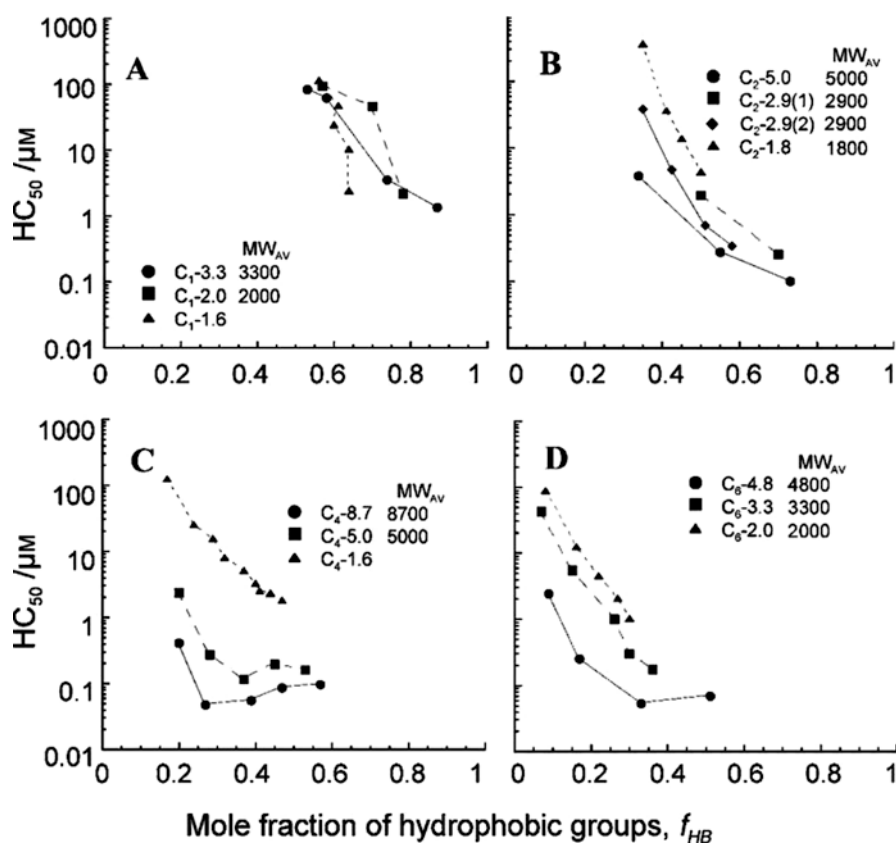 HC₅₀ /µM
1000
100
10
1
0.1
0.01
A
MW_AV
C₁-3.3 3300
C₁-2.0 2000
C₁-1.6
0 0.2 0.4 0.6 0.8 1
B
MW_AV
C₂-5.0 5000
C₂-2.9(1) 2900
C₂-2.9(2) 2900
C₂-1.8 1800
0 0.2 0.4 0.6 0.8 1
HC₅₀ /µM
1000
100
10
1
0.1
0.01
C
MW_AV
C₄-8.7 8700
C₄-5.0 5000
C₄-1.6
0 0.2 0.4 0.6 0.8 1
D
MW_AV
C₆-4.8 4800
C₆-3.3 3300
C₆-2.0 2000
0 0.2 0.4 0.6 0.8 1
Mole fraction of hydrophobic groups, f_HB